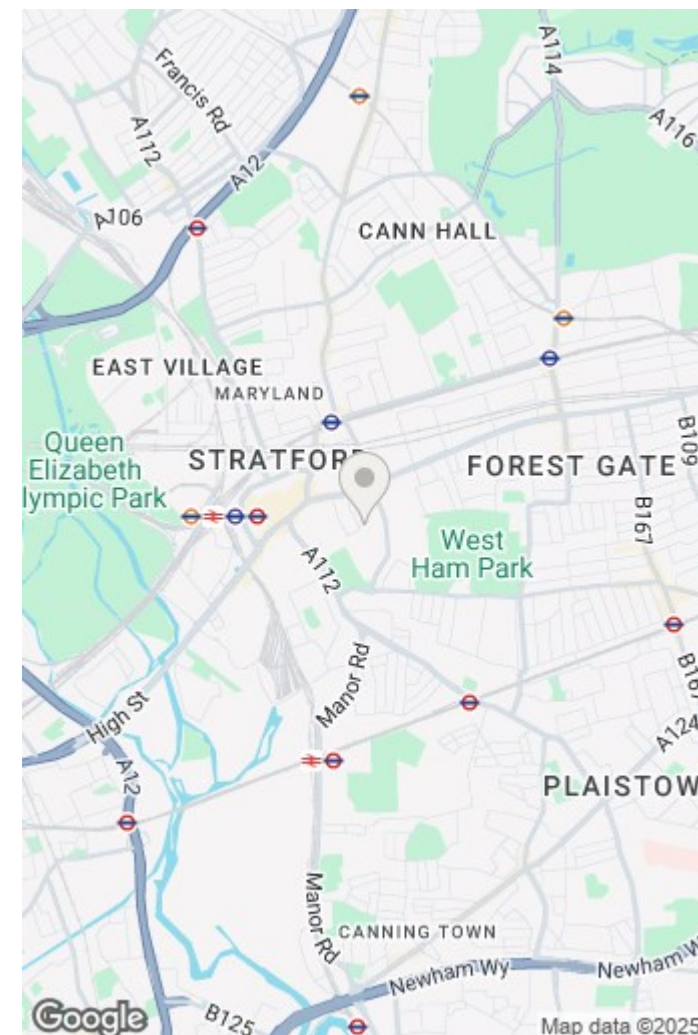 A114
Francis Rd
A112
A116
A12
A106
CANN HALL
EAST VILLAGE
MARYLAND
Queen
Elizabeth
lympic Park
STRATFOR
FOREST GATE
B109
B167
West
Ham Park
A112
Manor Rd
B167
High St
A124
A12
PLAISTOW
Manor Rd
CANNING TOWN
Newham Wy
Newham W
B125
Google
Map data ©2025